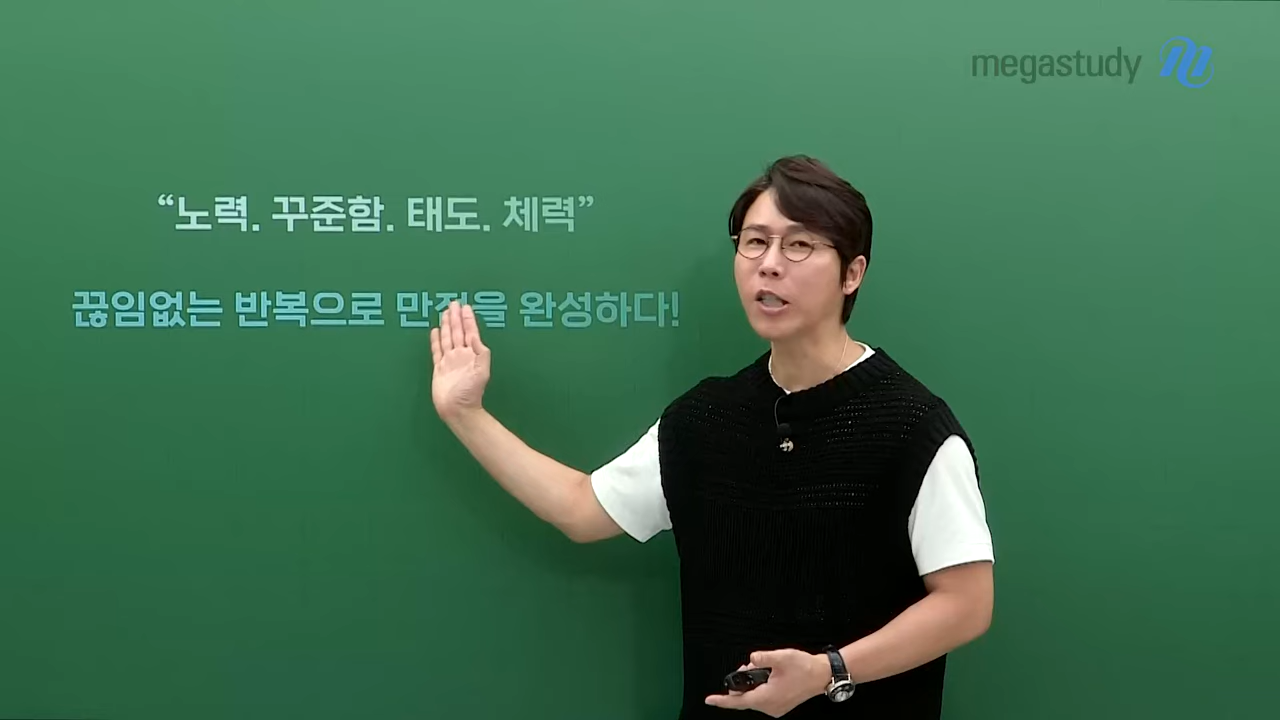 megastudy
“노력. 꾸준함. 태도. 체력”
끊임없는 반복으로 완성하다!